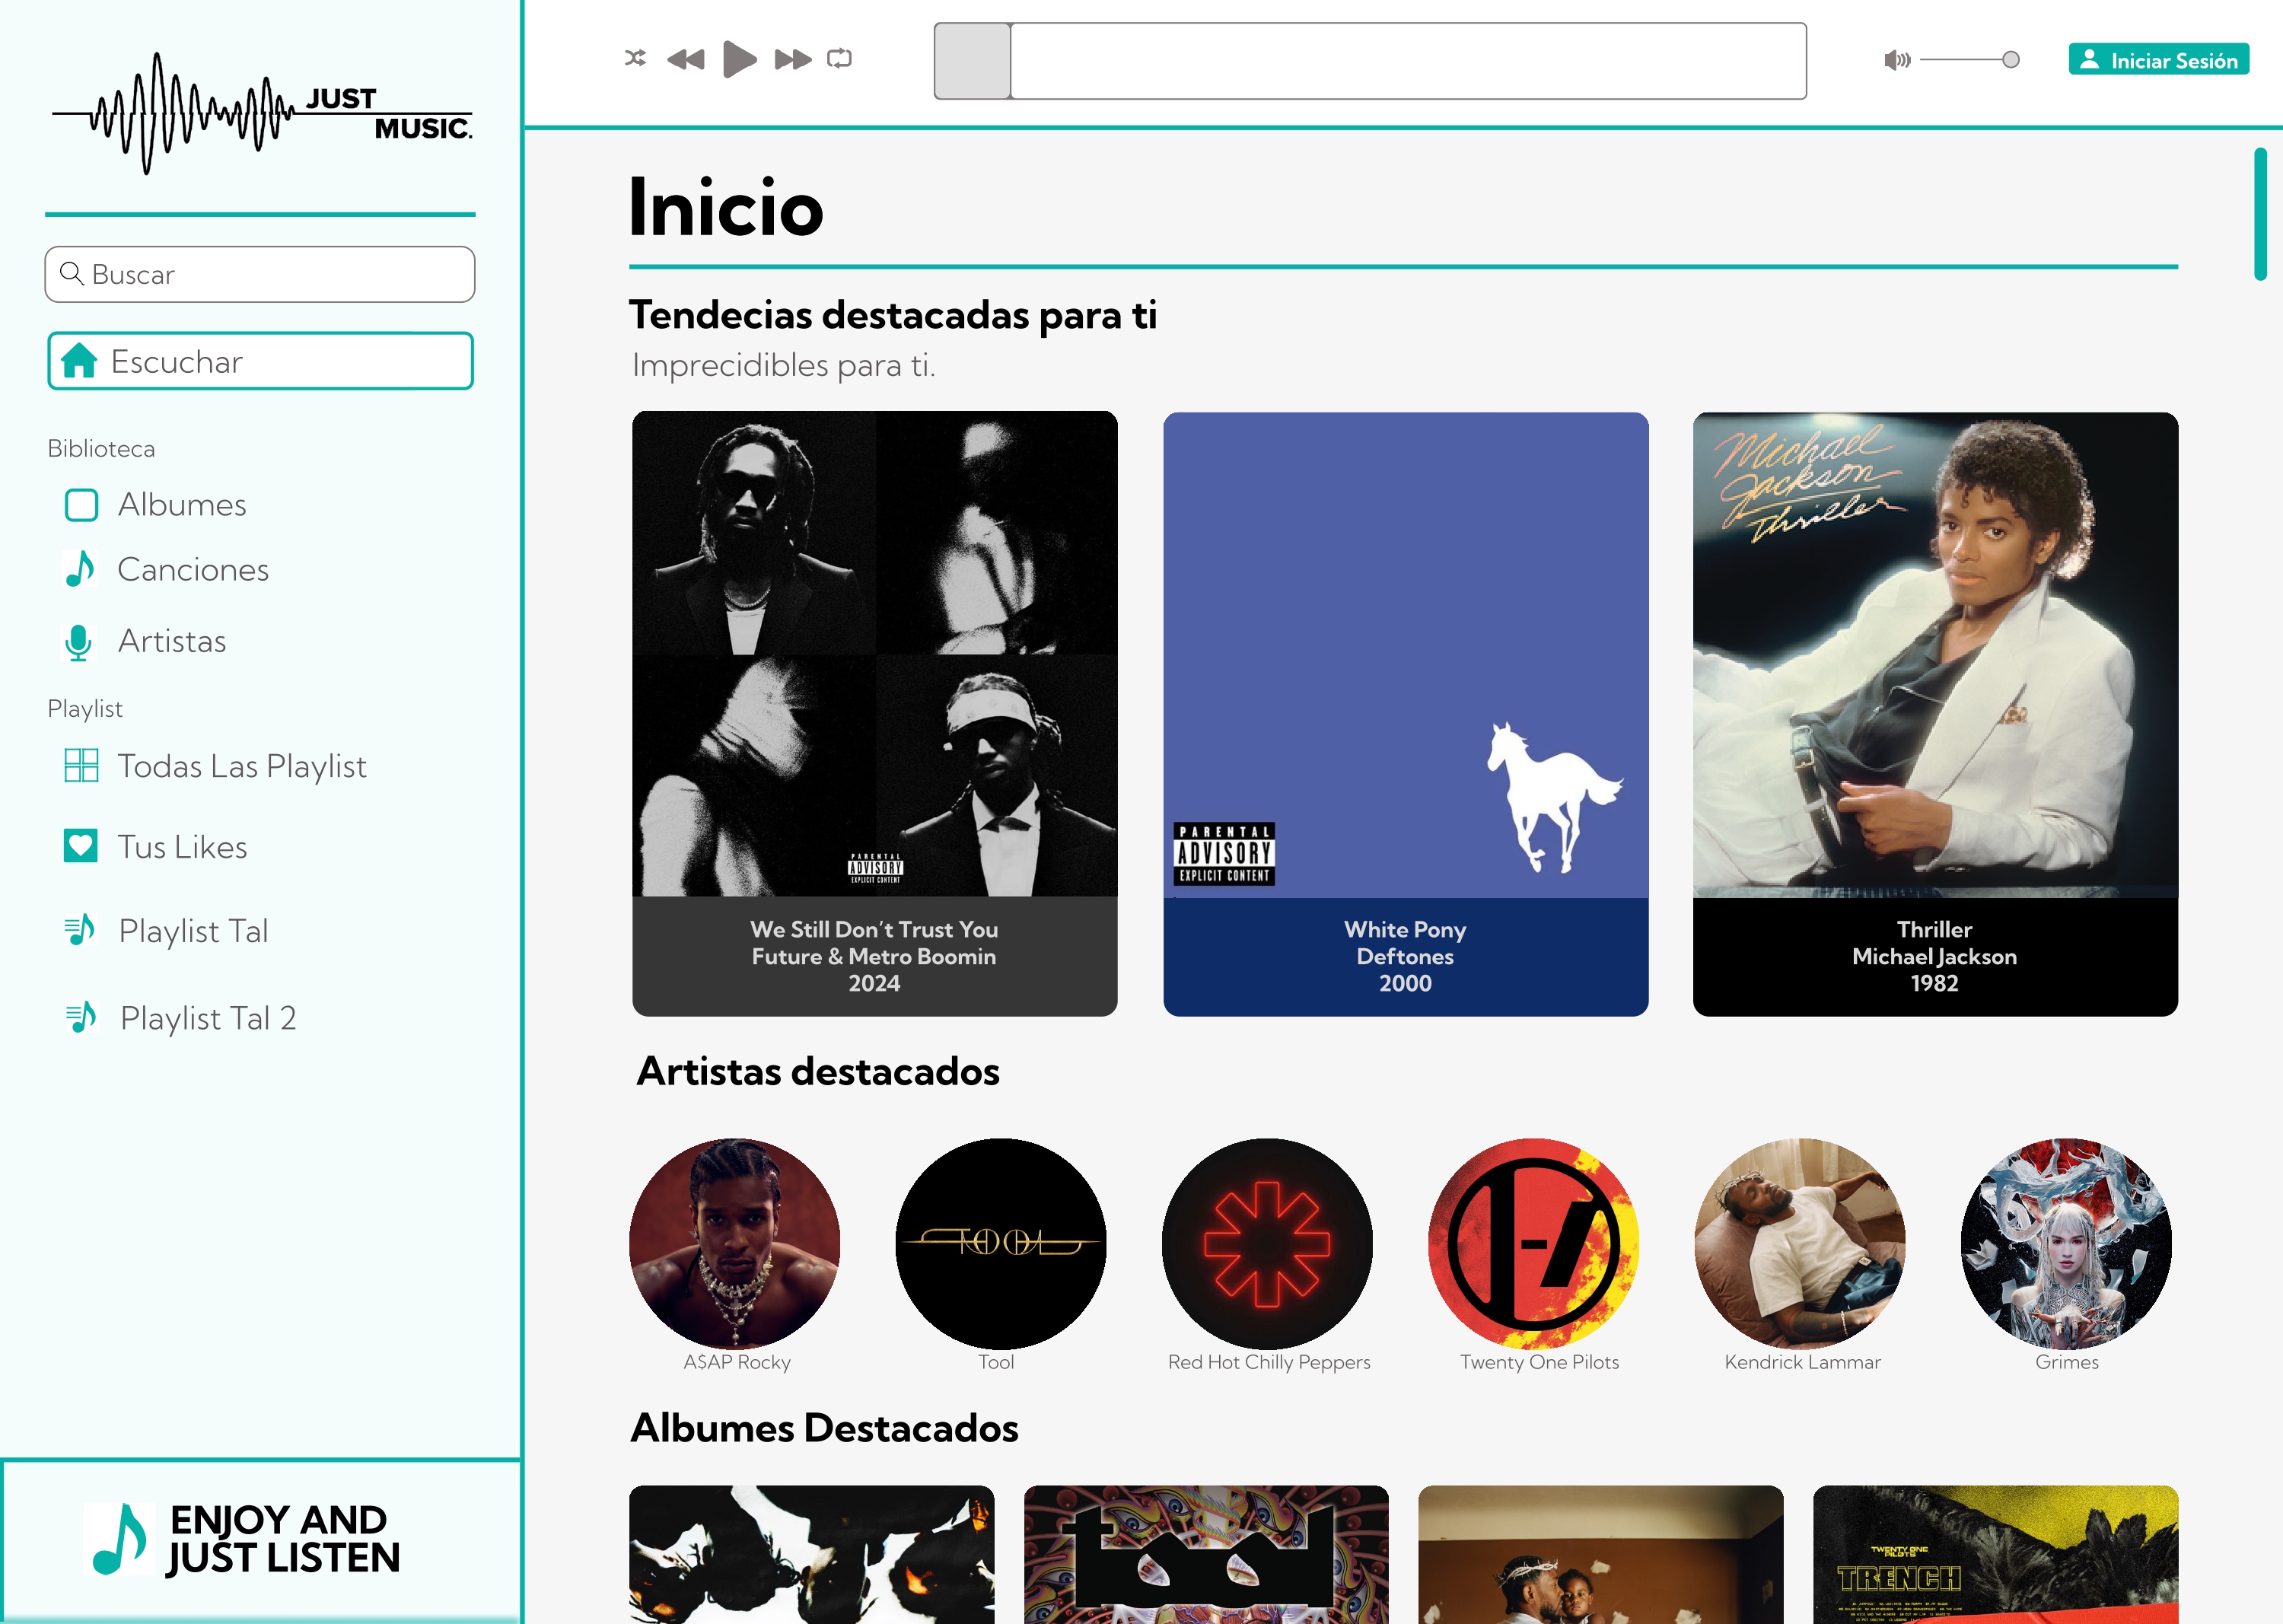 JUST
MUSIC.
Buscar
Escuchar
Biblioteca
Albumes
Canciones
Artistas
Playlist
Todas Las Playlist
Tus Likes
Playlist Tal
Playlist Tal 2
ENJOY AND
JUST LISTEN
Iniciar Sesión
Inicio
Tendecias destacadas para ti
Imprecidibles para ti.
PARENTAL
ADVISORY
EXPLICIT CONTENT
We Still Don’t Trust You
Future & Metro Boomin
2024
PARENTAL
ADVISORY
EXPLICIT CONTENT
White Pony
Deftones
2000
Michael
Jackson
Thriller
Thriller
Michael Jackson
1982
Artistas destacados
TOOL
A$AP Rocky
Tool
Red Hot Chilly Peppers
Twenty One Pilots
Kendrick Lammar
Grimes
Albumes Destacados
tool
TWENTY ONE
PILOTS
TRENCH